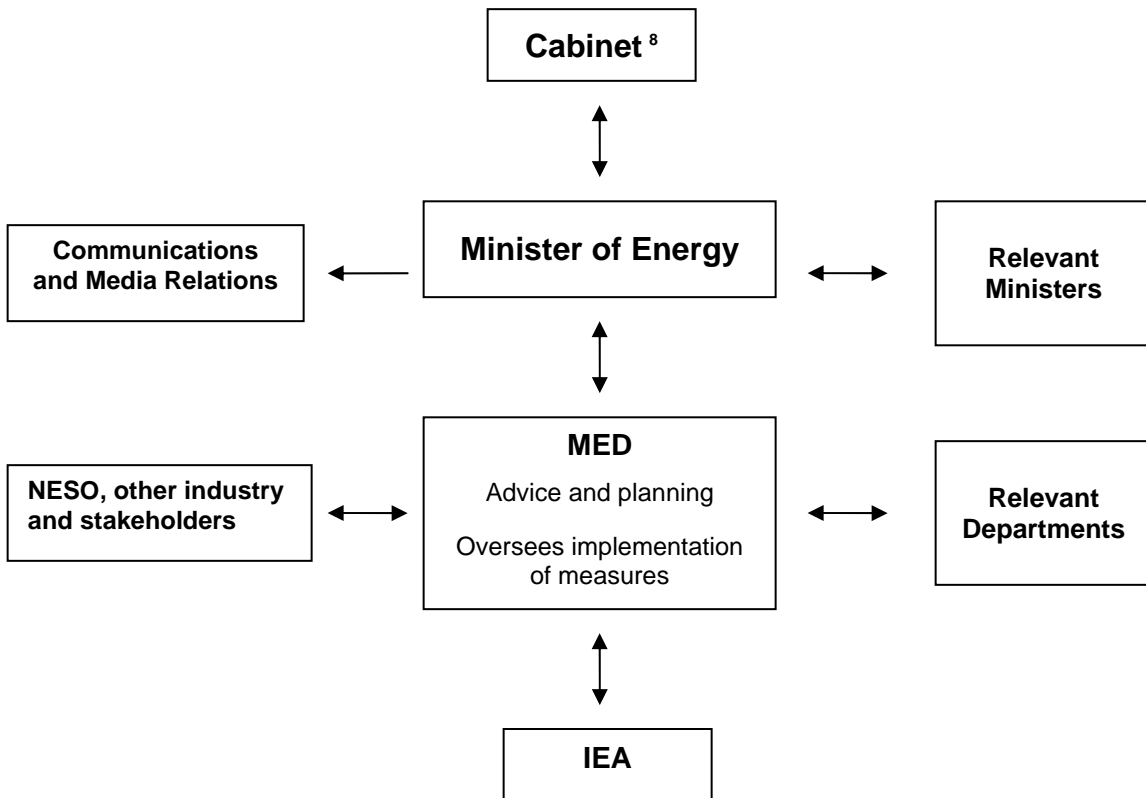 Cabinet 8
Communications
and Media Relations
Minister of Energy
Relevant
Ministers
NESO, other industry
and stakeholders
MED
Advice and planning
Oversees implementation
of measures
Relevant
Departments
IEA